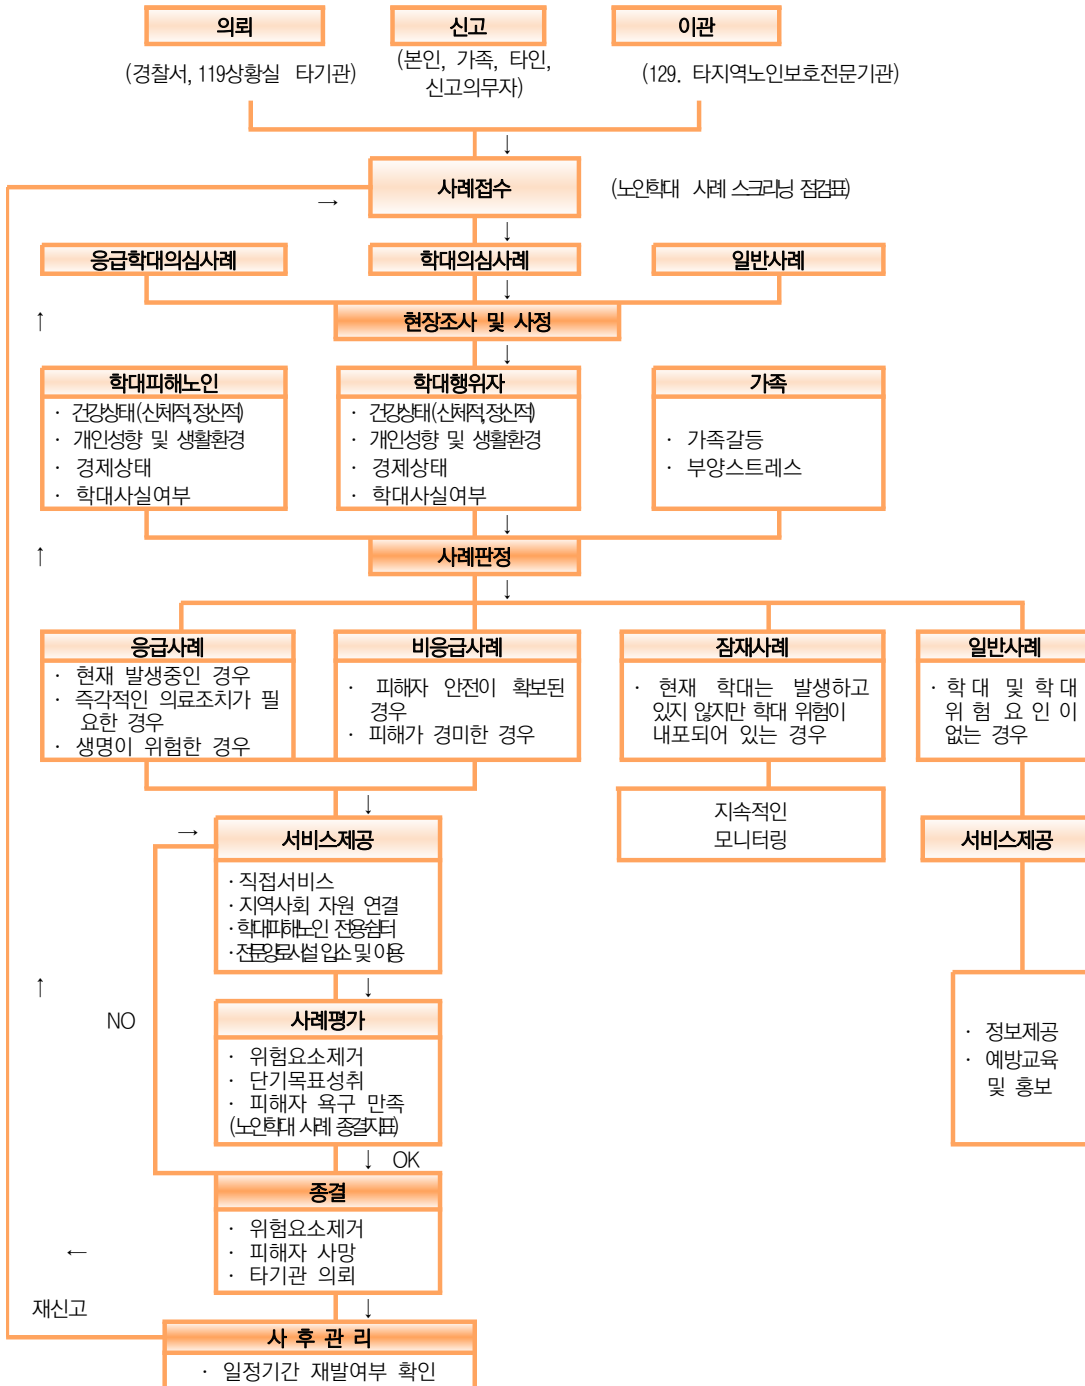 의뢰
신고
이관
(경찰서, 119상황실 타기관)
(본인, 가족, 타인,
신고의무자)
(129. 타지역노인보호전문기관)
↓
사례접수
(노인학대 사례 스크리닝 점검표)
→
↓
응급학대의심사례
학대의심사례
일반사례
↓
↑
현장조사 및 사정
↓
학대피해노인
· 건강상태(신체적,정신적)
· 개인성향 및 생활환경
· 경제상태
· 학대사실여부
학대행위자
· 건강상태(신체적,정신적)
· 개인성향 및 생활환경
· 경제상태
· 학대사실여부
가족
· 가족갈등
· 부양스트레스
↓
↑
사례판정
↓
응급사례
· 현재 발생중인 경우
· 즉각적인 의료조치가 필
요한 경우
· 생명이 위험한 경우
비응급사례
· 피해자 안전이 확보된
경우
· 피해가 경미한 경우
잠재사례
· 현재 학대는 발생하고
있지 않지만 학대 위험이
내포되어 있는 경우
일반사례
· 학대 및 학대
위험요인이
없는 경우
↓
지속적인
모니터링
→
서비스제공
· 직접서비스
· 지역사회 자원 연결
· 학대피해노인 전용쉼터
· 전문양로시설 입소 및 이용
서비스제공
↓
↑
NO
사례평가
· 위험요소제거
· 단기목표성취
· 피해자 욕구 만족
(노인학대 사례 종결지표)
· 정보제공
· 예방교육
및 홍보
↓ OK
종결
· 위험요소제거
· 피해자 사망
· 타기관 의뢰
←
재신고
↓
사 후 관 리
· 일정기간 재발여부 확인